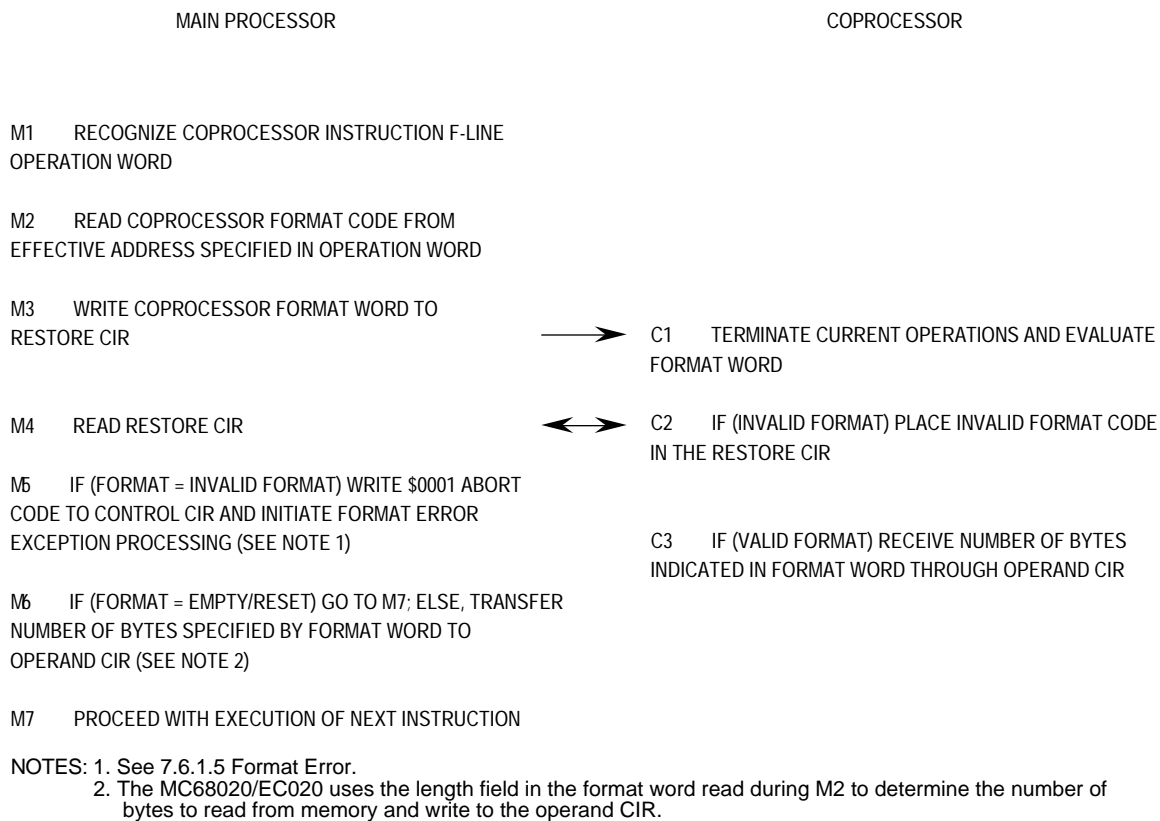 MAIN PROCESSOR
COPROCESSOR
M1 RECOGNIZE COPROCESSOR INSTRUCTION F-LINE
OPERATION WORD
M2 READ COPROCESSOR FORMAT CODE FROM
EFFECTIVE ADDRESS SPECIFIED IN OPERATION WORD
M3 WRITE COPROCESSOR FORMAT WORD TO
RESTORE CIR
C1 TERMINATE CURRENT OPERATIONS AND EVALUATE
FORMAT WORD
M4 READ RESTORE CIR
C2 IF (INVALID FORMAT) PLACE INVALID FORMAT CODE
IN THE RESTORE CIR
M5 IF (FORMAT = INVALID FORMAT) WRITE $0001 ABORT
CODE TO CONTROL CIR AND INITIATE FORMAT ERROR
EXCEPTION PROCESSING (SEE NOTE 1)
C3 IF (VALID FORMAT) RECEIVE NUMBER OF BYTES
INDICATED IN FORMAT WORD THROUGH OPERAND CIR
M6 IF (FORMAT = EMPTY/RESET) GO TO M7; ELSE, TRANSFER
NUMBER OF BYTES SPECIFIED BY FORMAT WORD TO
OPERAND CIR (SEE NOTE 2)
M7 PROCEED WITH EXECUTION OF NEXT INSTRUCTION
NOTES: 1. See 7.6.1.5 Format Error.
2. The MC68020/EC020 uses the length field in the format word read during M2 to determine the number of
bytes to read from memory and write to the operand CIR.